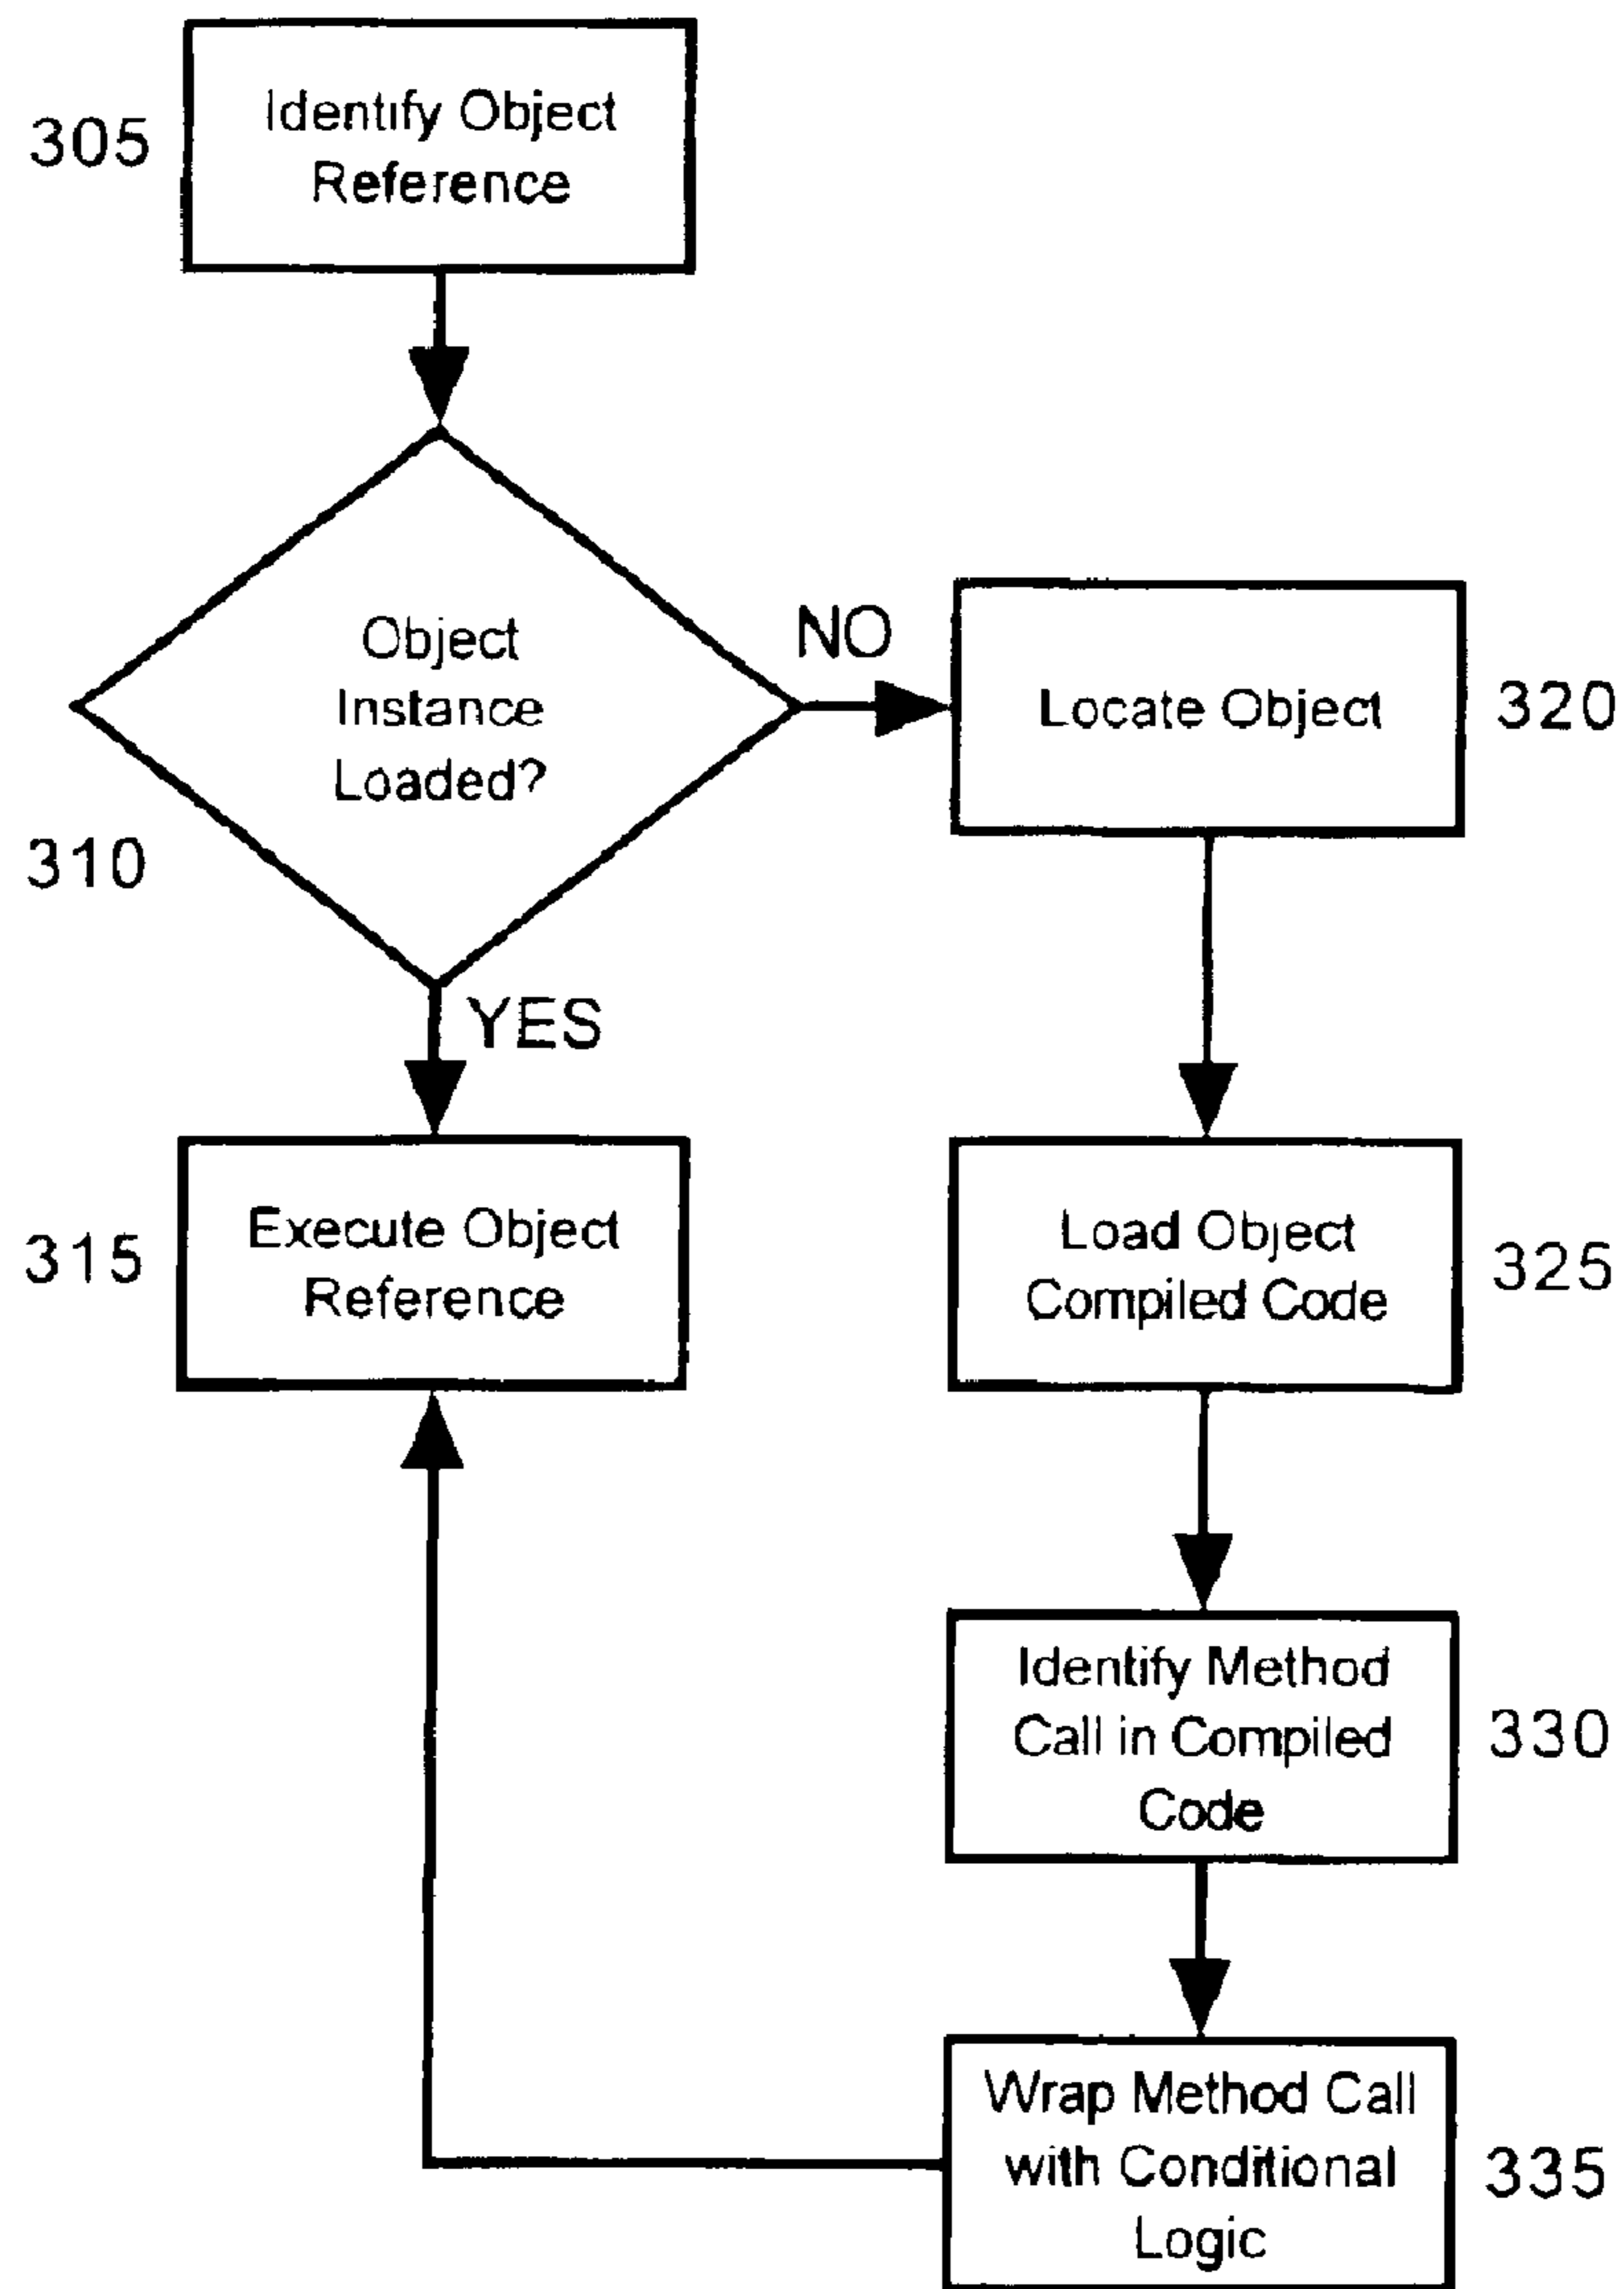 305
Identify Object
Reference
310
Object
Instance
Loaded?
NO
YES
315
Execute Object
Reference
Locate Object
320
Load Object
Compiled Code
325
Identify Method
Call in Compiled
Code
330
Wrap Method Call
with Conditional
Logic
335